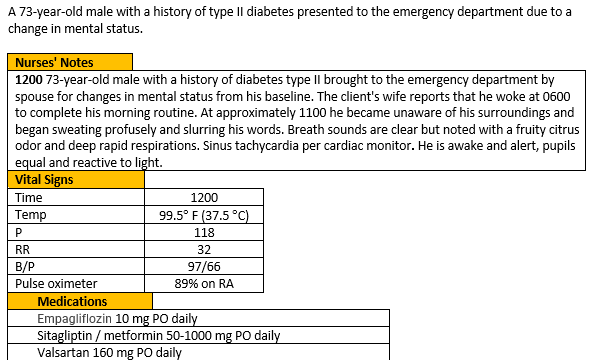 A 73-year-old male with a history of type II diabetes presented to the emergency department due to a
change in mental status.
Nurses' Notes
1200 73-year-old male with a history of diabetes type II brought to the emergency department by
spouse for changes in mental status from his baseline. The client's wife reports that he woke at 0600
to complete his morning routine. At approximately 1100 he became unaware of his surroundings and
began sweating profusely and slurring his words. Breath sounds are clear but noted with a fruity citrus
odor and deep rapid respirations. Sinus tachycardia per cardiac monitor. He is awake and alert, pupils
equal and reactive to light.
Vital Signs
Time 1200
Temp 99.5° F (37.5 °C)
P 118
RR 32
B/P 97/66
Pulse oximeter 89% on RA
Medications
Empagliflozin 10 mg PO daily
Sitagliptin / metformin 50-1000 mg PO daily
Valsartan 160 mg PO daily